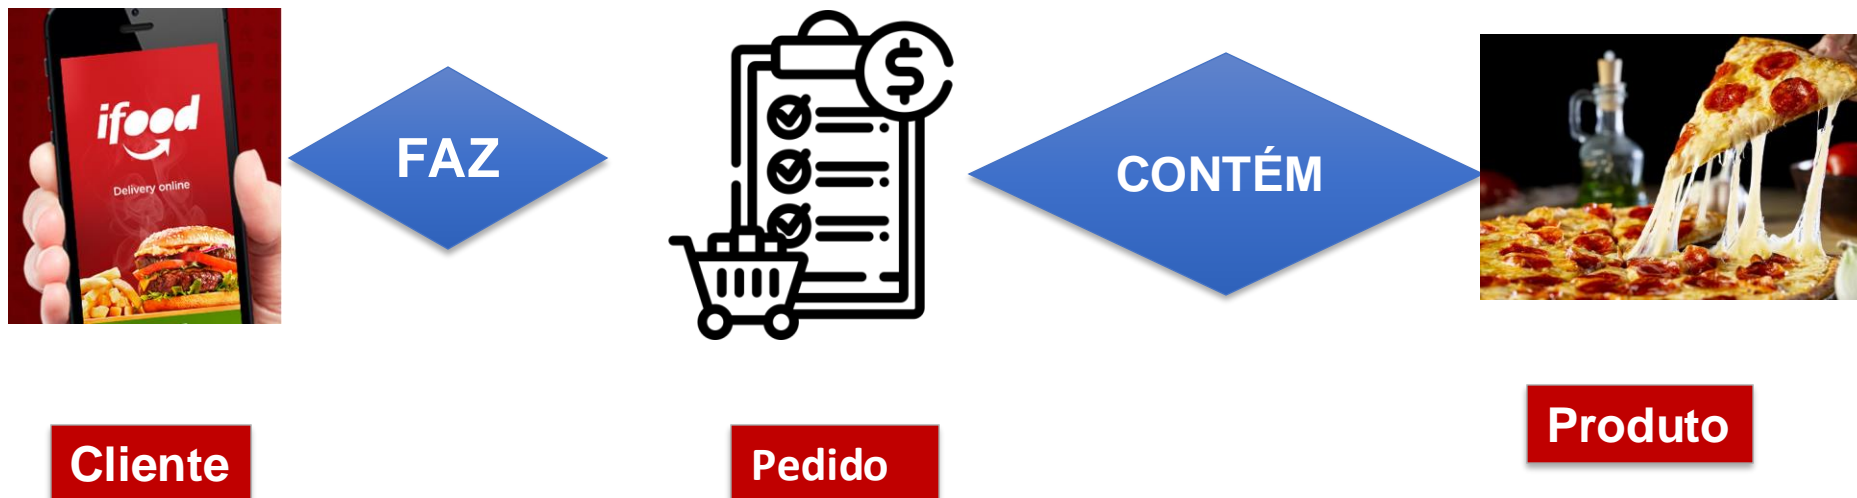 ifood
Delivery online
FAZ
$
CONTÉM
Cliente
Pedido
Produto